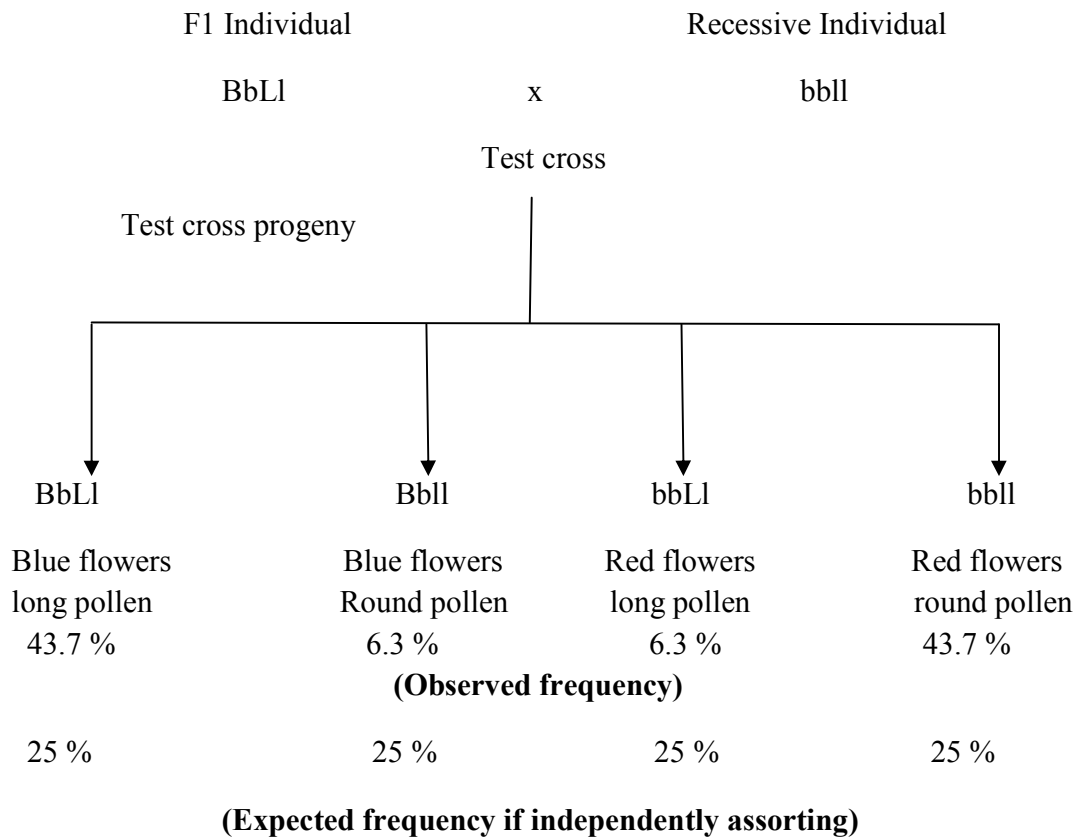 F1 Individual Recessive Individual
BbLl x bbll
Test cross
Test cross progeny
BbLl Bbll bbLl bbll
Blue flowers Blue flowers Red flowers Red flowers
long pollen Round pollen long pollen round pollen
43.7 % 6.3 % 6.3 % 43.7 %
(Observed frequency)
25 % 25 % 25 % 25 %
(Expected frequency if independently assorting)